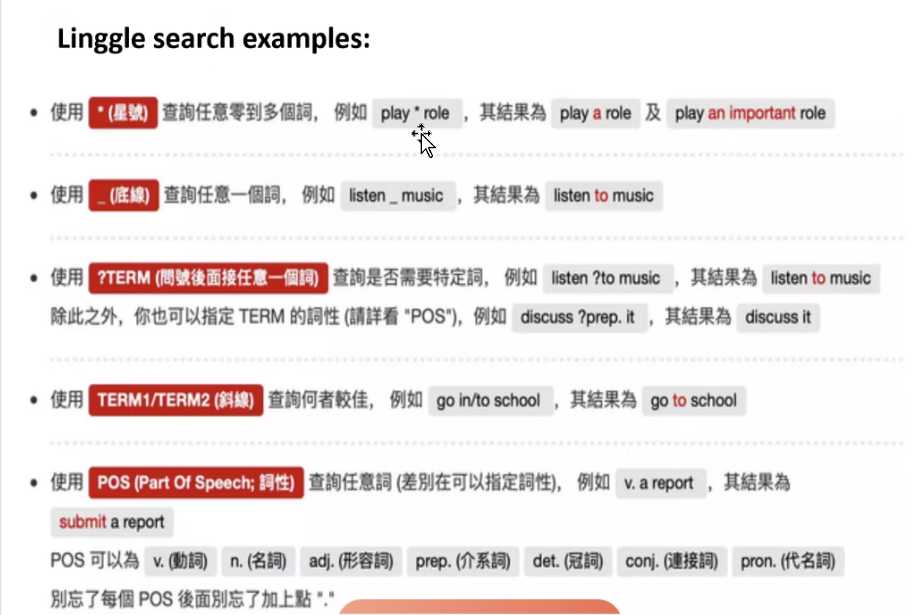 Linggle search examples:
• 使用 * (星號) 查詢任意零到多個詞， 例如 play * role ，其結果為 play a role 及 play an important role
• 使用 _ (底線) 查詢任意一個詞， 例如 listen _ music ，其結果為 listen to music
• 使用 ?TERM (問號後面接任意一個詞) 查詢是否需要特定詞， 例如 listen ?to music ，其結果為 listen to music
除此之外，你也可以指定 TERM 的詞性 (請詳看 "POS")，例如 discuss ?prep. it ，其結果為 discuss it
• 使用 TERM1/TERM2 (斜線) 查詢何者較佳， 例如 go in/to school ，其結果為 go to school
• 使用 POS (Part Of Speech; 詞性) 查詢任意詞 (差別在可以指定詞性)， 例如 v. a report ，其結果為
submit a report
POS 可以為 v. (動詞) n. (名詞) adj. (形容詞) prep. (介系詞) det. (冠詞) conj. (連接詞) pron. (代名詞)
別忘了每個 POS 後面別忘了加上點 "."